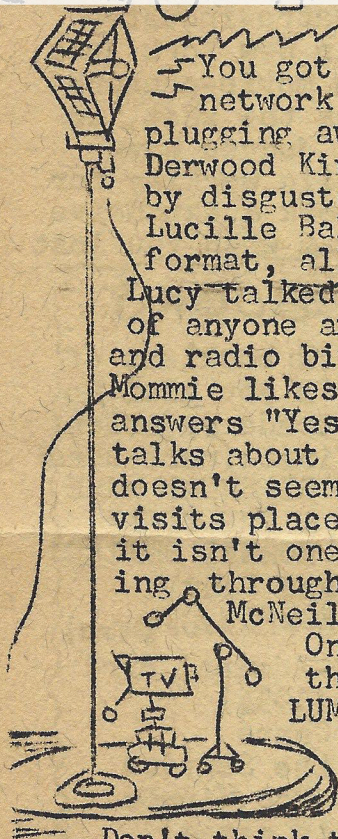 You got
network
plugging a
Derwood Ki
by disgust
Lucille Ba
format, al
Lucy talked
of anyone a
and radio bi
Mommie likes
answers "Yes
talks about
doesn't seem
visits place
it isn't one
ing through
McNeil
On
th
LUM
TV
Don't think t